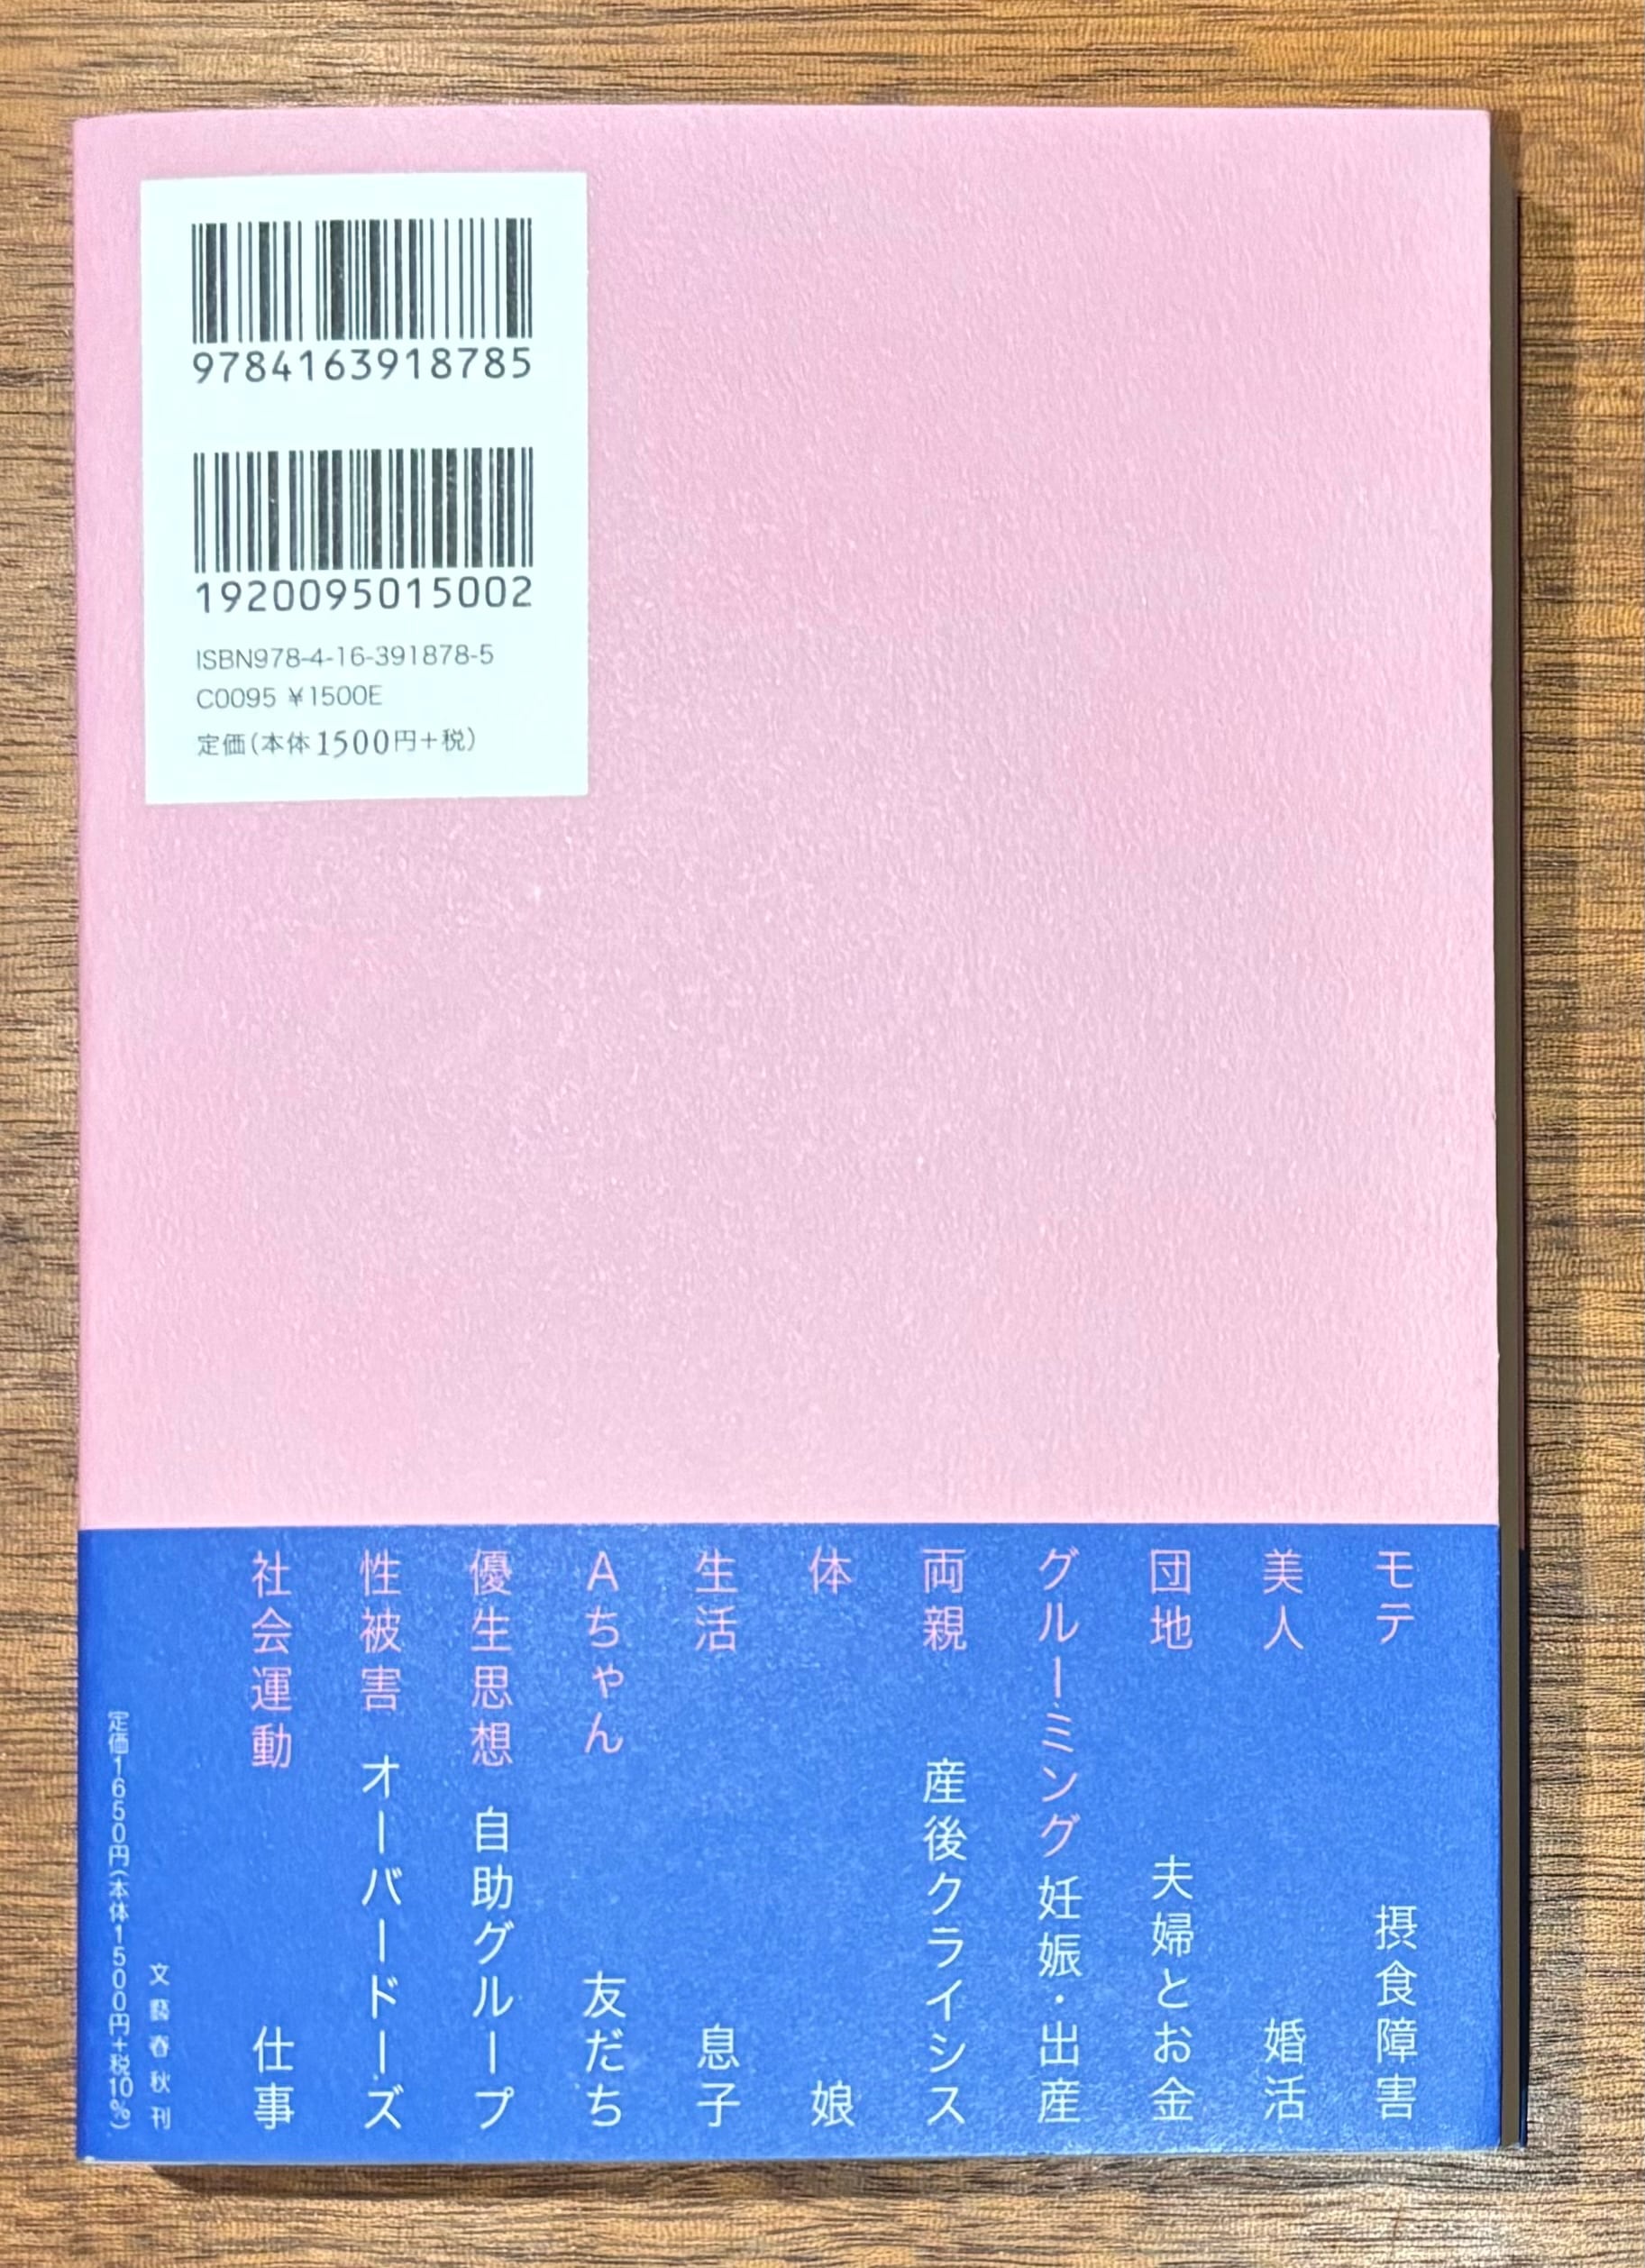 9784163918785
1920095015002
ISBN978-4-16-391878-5
C0095 ¥1500E
定価(本体1500円+税)
モテ 摂食障害
美人 婚活
団地 夫婦とお金
グルーミング 妊娠・出産
両親 産後クライシス
体 娘
生活 息子
Aちゃん 友だち
優生思想 自助グループ
性被害 オーバードーズ
社会運動 仕事
文藝春秋刊
定価1650円(本体1500円+税10%)